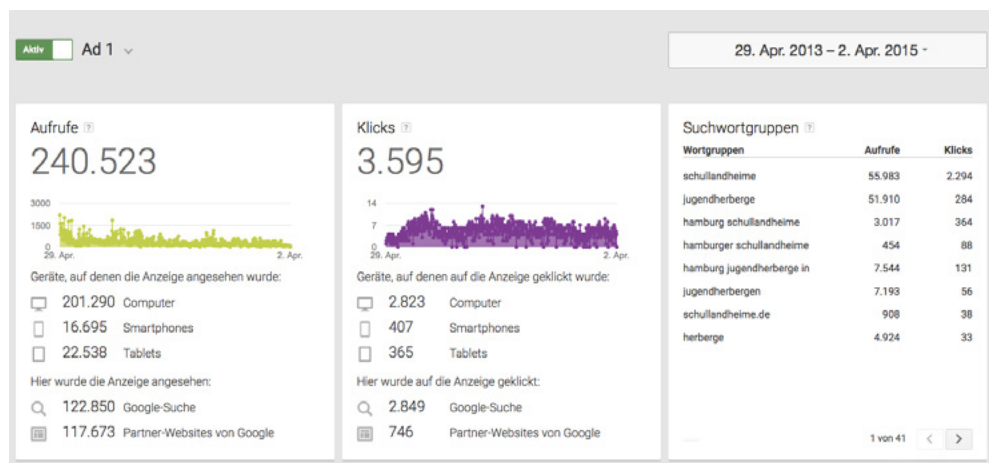 Aktiv Ad 1
29. Apr. 2013 – 2. Apr. 2015
Aufrufe ?
240.523
3000
1500
0
29. Apr. 2. Apr.
Geräte, auf denen die Anzeige angesehen wurde:
201.290 Computer
16.695 Smartphones
22.538 Tablets
Hier wurde die Anzeige angesehen:
122.850 Google-Suche
117.673 Partner-Websites von Google
Klicks ?
3.595
14
7
0
29. Apr. 2. Apr.
Geräte, auf denen auf die Anzeige geklickt wurde:
2.823 Computer
407 Smartphones
365 Tablets
Hier wurde auf die Anzeige geklickt:
2.849 Google-Suche
746 Partner-Websites von Google
Suchwortgruppen ?
Wortgruppen Aufrufe Klicks
schullandheime 55.983 2.294
jugendherberge 51.910 284
hamburg schullandheime 3.017 364
hamburger schullandheime 454 88
hamburg jugendherberge in 7.544 131
jugendherbergen 7.193 56
schullandheime.de 908 38
herberge 4.924 33
1 von 41